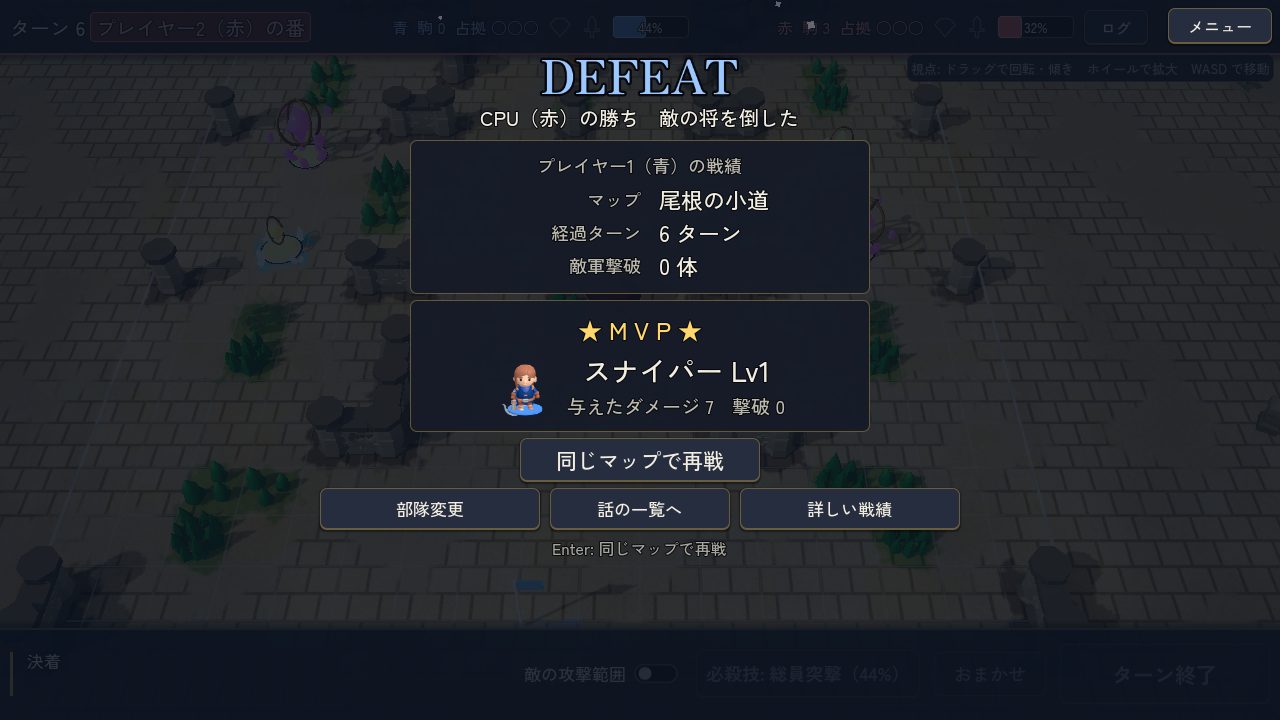 ターン 6 プレイヤー2（赤）の番 青 駒 0 占拠 〇〇〇 44% 赤 駒 3 占拠 〇〇〇 32% ログ メニュー
視点: ドラッグで回転・傾き ホイールで拡大 WASD で移動
DEFEAT
CPU（赤）の勝ち 敵の将を倒した
プレイヤー1（青）の戦績
マップ 尾根の小道
経過ターン 6 ターン
敵軍撃破 0 体
★ M V P ★
スナイパー Lv1
与えたダメージ 7 撃破 0
同じマップで再戦
部隊変更 話の一覧へ 詳しい戦績
Enter: 同じマップで再戦
決着
敵の攻撃範囲 必殺技: 総員突撃（44%） おまかせ ターン終了